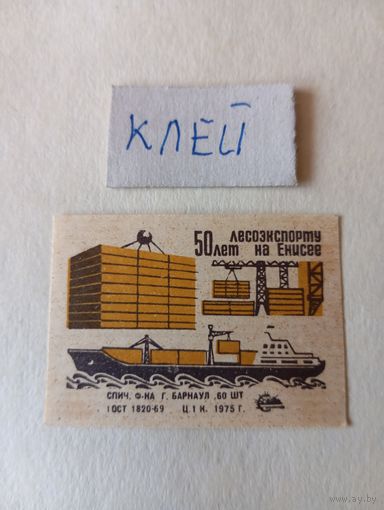 КЛЕЙ
50 лет лесоэкспорту
на Енисее
СПИЧ. Ф-КА Г. БАРНАУЛ ,60 ШТ
ГОСТ 1820-69 Ц. 1 К. 1975 Г.
www.ay.by